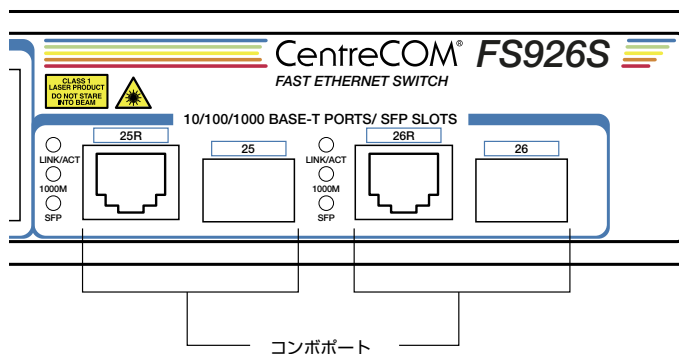 CentreCOM® FS926S
FAST ETHERNET SWITCH
CLASS 1
LASER PRODUCT
DO NOT STARE
INTO BEAM
10/100/1000 BASE-T PORTS/ SFP SLOTS
25R
25
26R
26
LINK/ACT
1000M
SFP
LINK/ACT
1000M
SFP
コンボポート